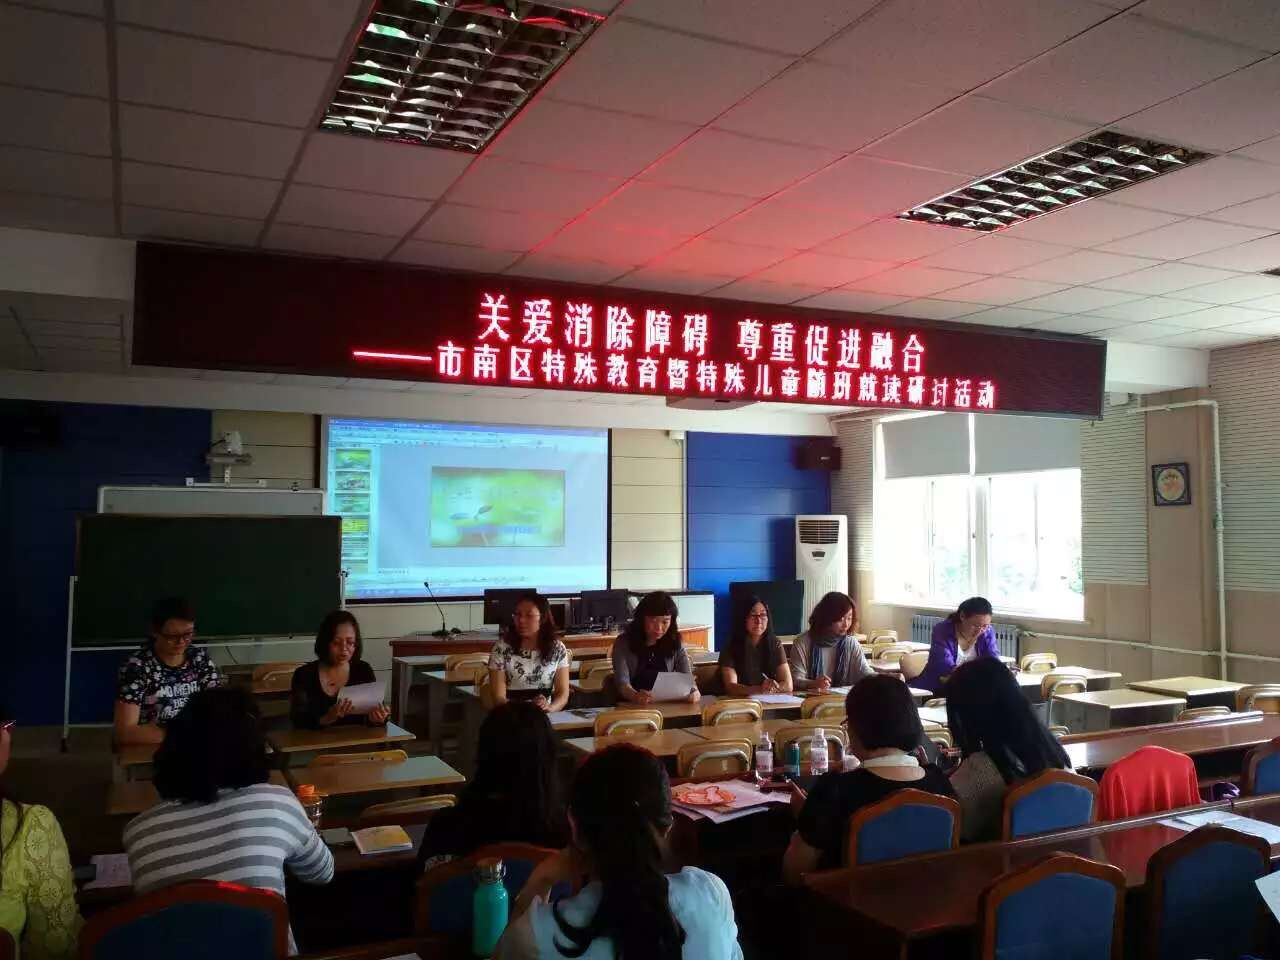 关爱消除障碍 尊重促进融合
——市南区特殊教育暨特殊儿童随班就读研讨活动
MOMENT